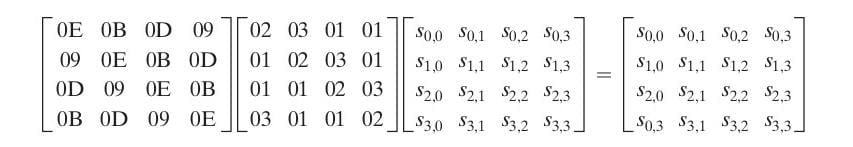 0E 0B 0D 09 02 03 01 01 s0,0 s0,1 s0,2 s0,3 s0,0 s0,1 s0,2 s0,3
09 0E 0B 0D 01 02 03 01 s1,0 s1,1 s1,2 s1,3 = s1,0 s1,1 s1,2 s1,3
0D 09 0E 0B 01 01 02 03 s2,0 s2,1 s2,2 s2,3 s2,0 s2,1 s2,2 s2,3
0B 0D 09 0E 03 01 01 02 s3,0 s3,1 s3,2 s3,3 s0,3 s3,1 s3,2 s3,3